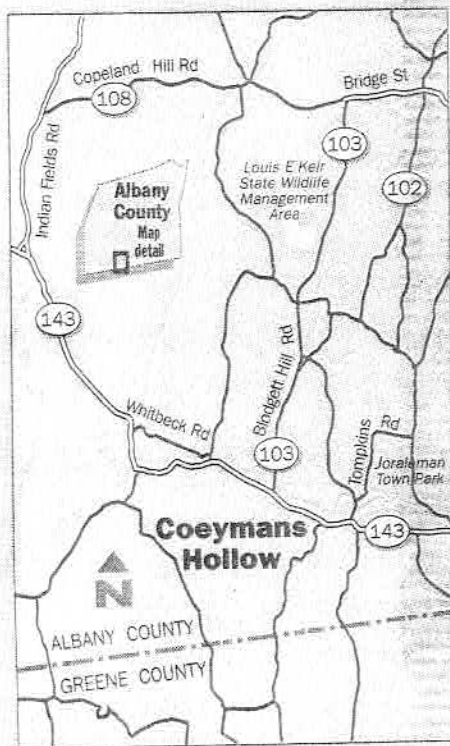 Copeland Hill Rd
108
Bridge St
103
Louis E Keir
State Wildlife
Management
Area
102
Indian Fields Rd
Albany
County
Map
detail
143
Blodgett Hill Rd
Whitbeck Rd
103
Tompkins Rd
Joraleman
Town Park
Coeymans
Hollow
143
N
ALBANY COUNTY
GREENE COUNTY